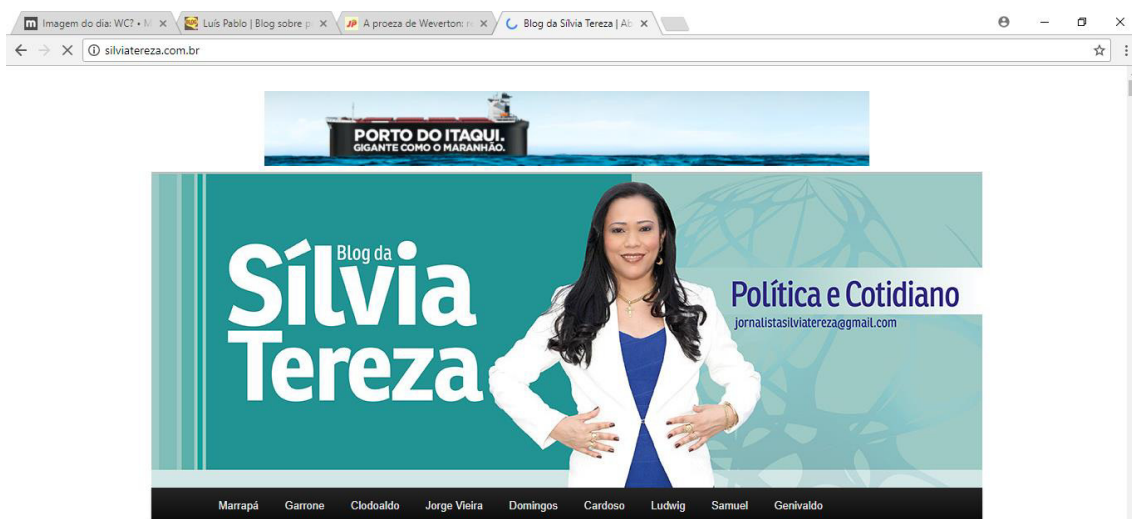 Imagem do dia: WC? • M
Luís Pablo | Blog sobre po
A proeza de Weverton: re
Blog da Sílvia Tereza | Ab
silviatereza.com.br
PORTO DO ITAQUI.
GIGANTE COMO O MARANHÃO.
Blog da
Sílvia
Tereza
Política e Cotidiano
jornalistasilviatereza@gmail.com
Marrapá Garrone Clodoaldo Jorge Vieira Domingos Cardoso Ludwig Samuel Genivaldo